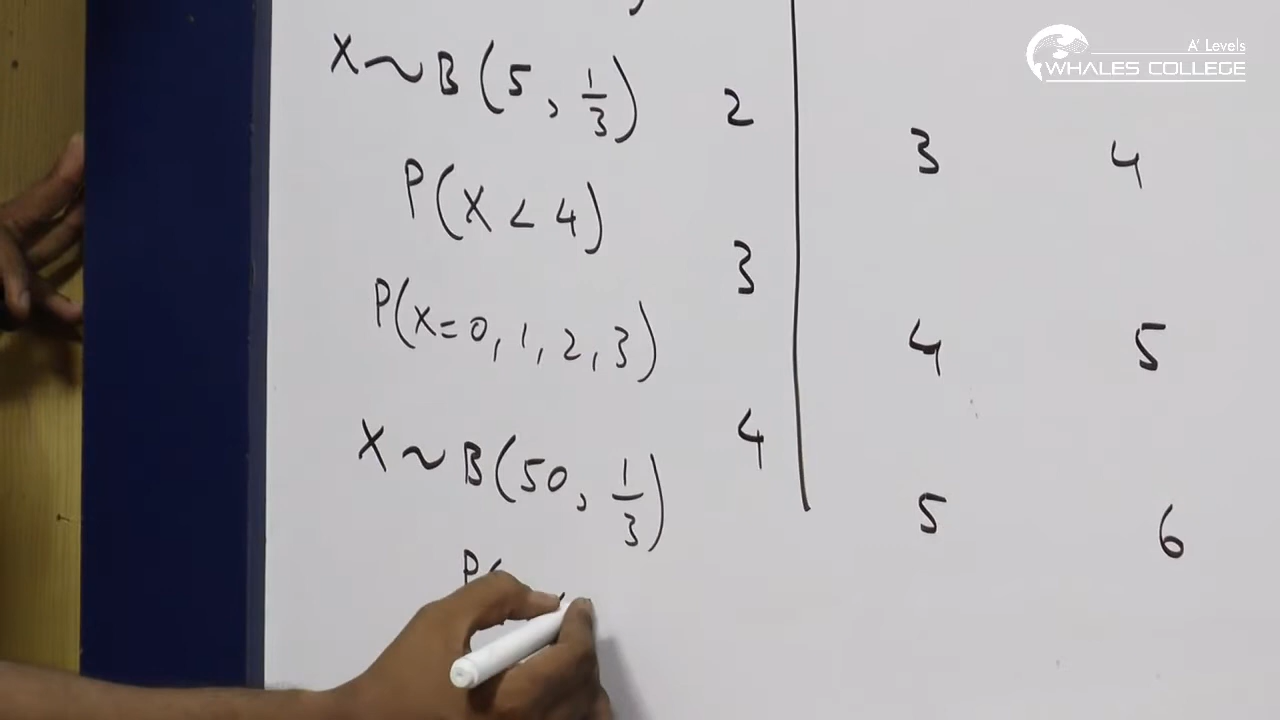 A' Levels
WHALES COLLEGE
X ~ B(5, 1/3)
P(X < 4)
P(X = 0, 1, 2, 3)
X ~ B(50, 1/3)
P(
2
3
4
3 4
4 5
5 6